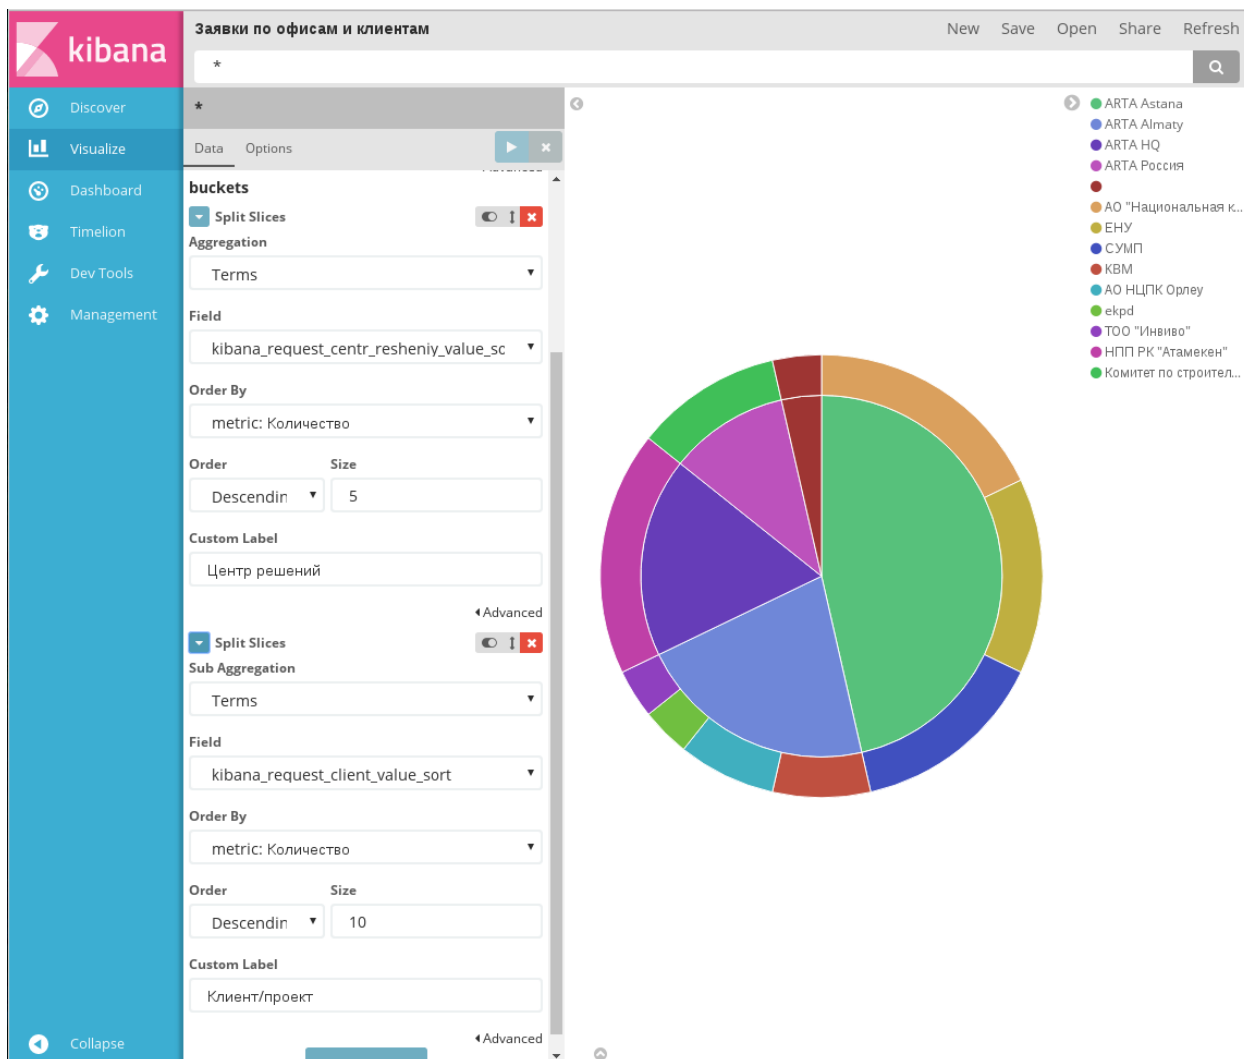 kibana
Заявки по офисам и клиентам
New Save Open Share Refresh
*
Discover
Visualize
Dashboard
Timelion
Dev Tools
Management
Collapse
*
Data Options
buckets
Split Slices
Aggregation
Terms
Field
kibana_request_centr_resheniy_value_sc
Order By
metric: Количество
Order Size
Descendin 5
Custom Label
Центр решений
Advanced
Split Slices
Sub Aggregation
Terms
Field
kibana_request_client_value_sort
Order By
metric: Количество
Order Size
Descendin 10
Custom Label
Клиент/проект
Advanced
ARTA Astana
ARTA Almaty
ARTA HQ
ARTA Россия
АО "Национальная к...
ЕНУ
СУМП
KBM
АО НЦПК Орлеу
ekpd
ТОО "Инвиво"
НПП РК "Атамекен"
Комитет по строител...